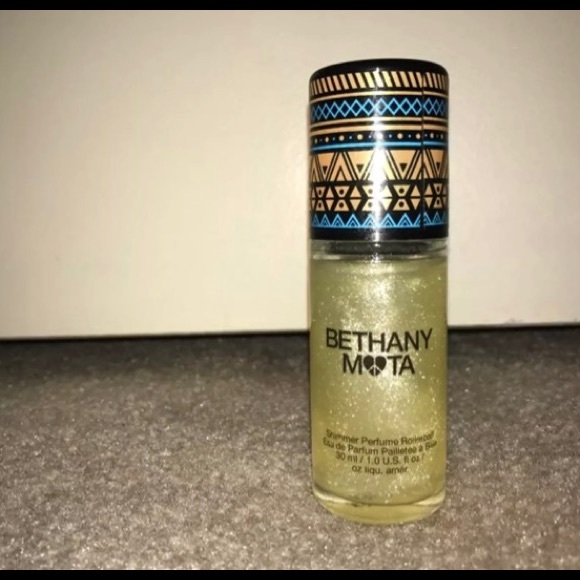 BETHANY
MOTA
Shimmer Perfume Rollerball
Eau de Parfum Pailletée à Bille
30 ml / 1.0 U.S. fl oz /
oz liqu. amér.